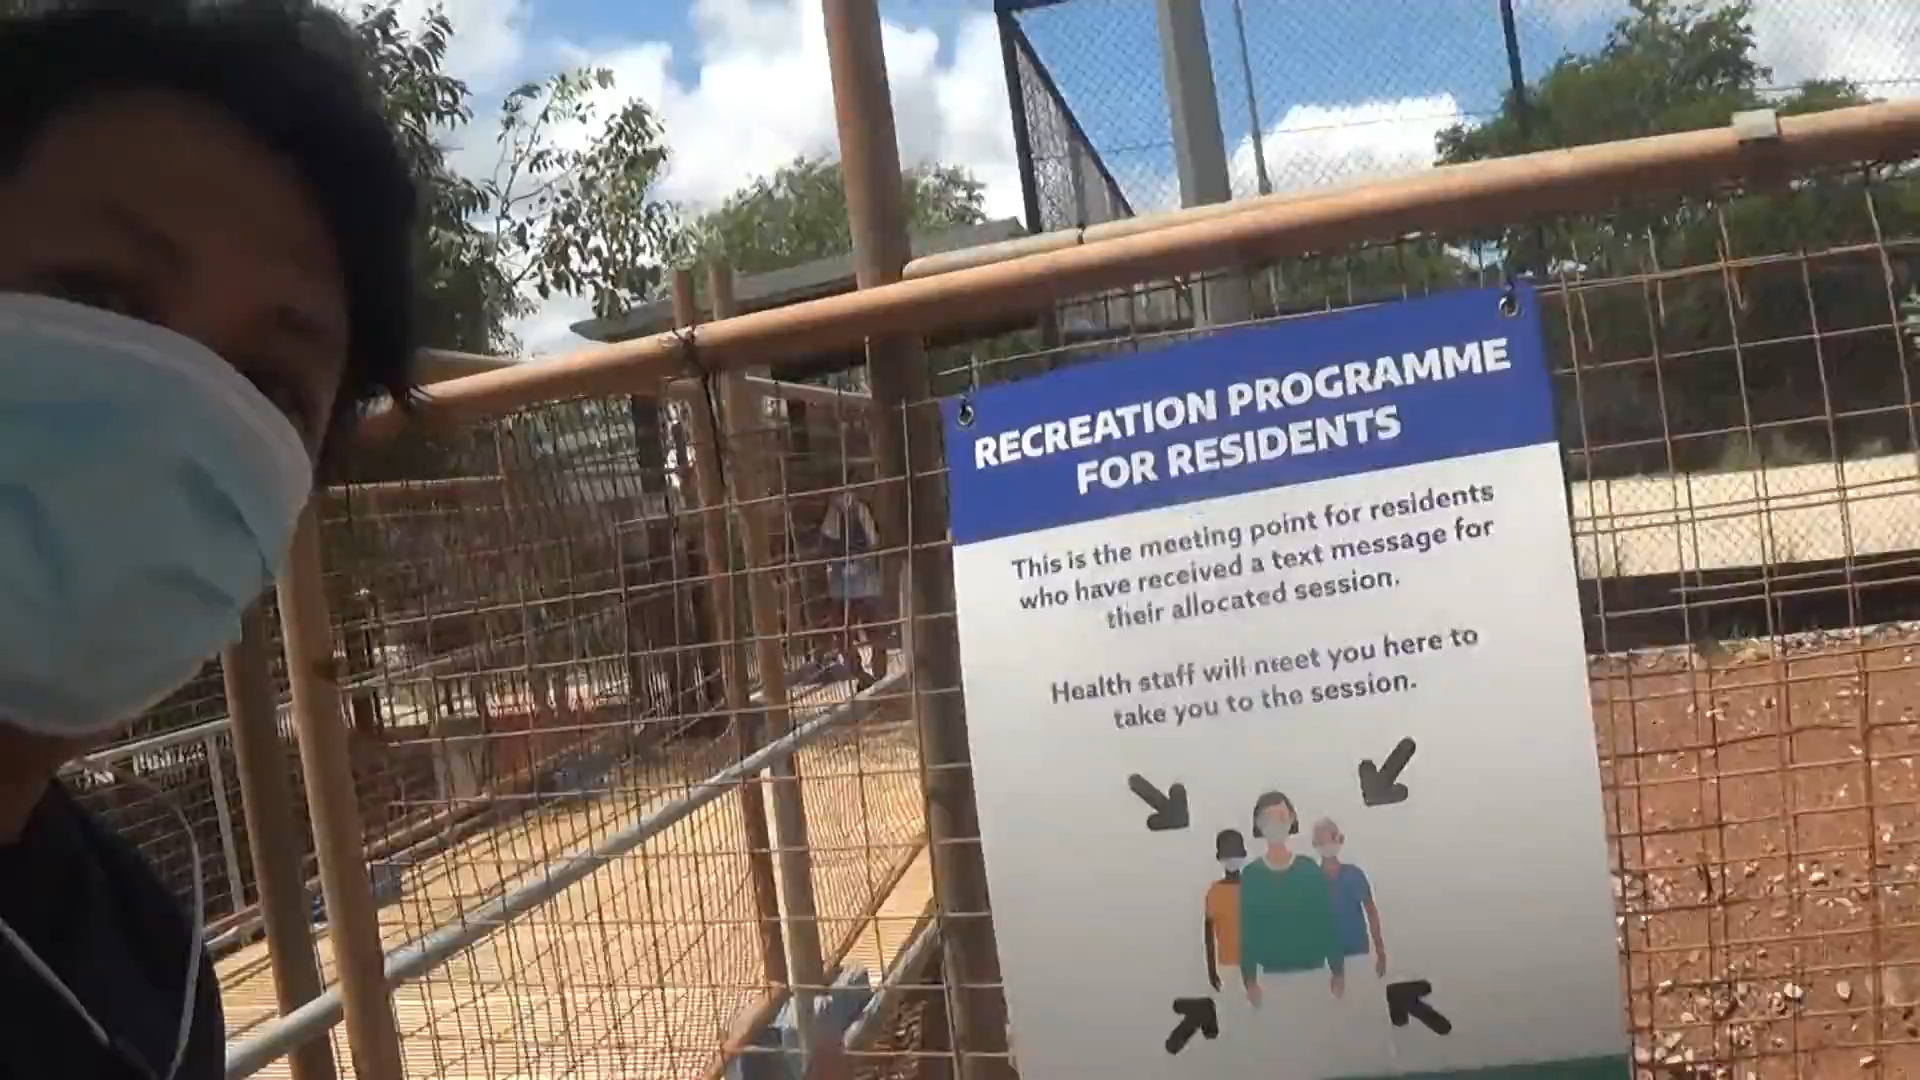 RECREATION PROGRAMME
FOR RESIDENTS
This is the meeting point for residents
who have received a text message for
their allocated session.
Health staff will meet you here to
take you to the session.